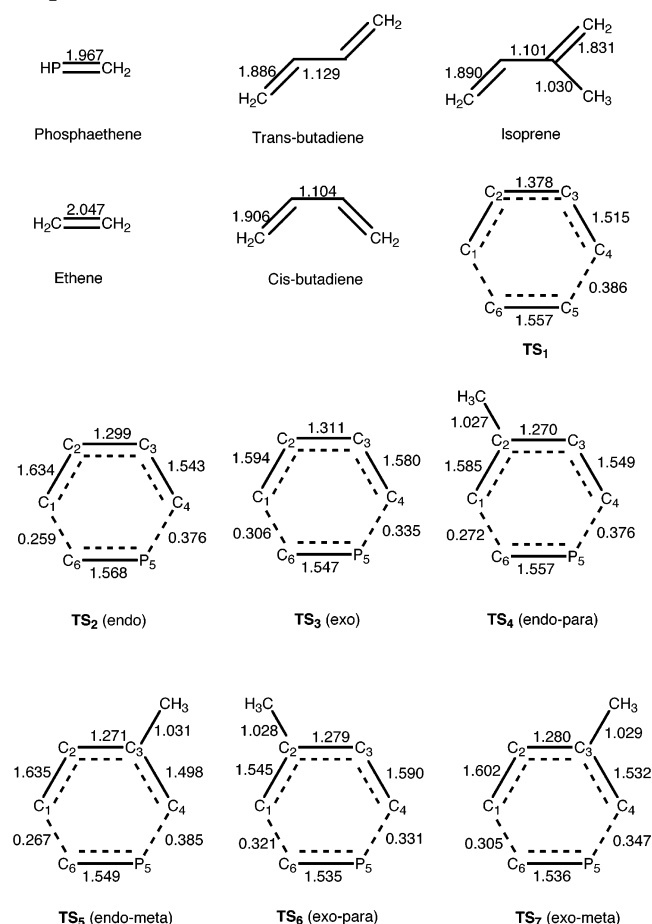 1.967
HP CH2
Phosphaethene
CH2
1.886
1.129
H2C
Trans-butadiene
CH2
1.101
1.831
1.890
1.030
H2C
CH3
Isoprene
2.047
H2C CH2
Ethene
1.104
1.906
H2C CH2
Cis-butadiene
1.378
C2 C3
1.515
C1 C4
0.386
C6 C5
1.557
TS1
1.299
C2 C3
1.634 1.543
C1 C4
0.259 0.376
C6 P5
1.568
TS2 (endo)
1.311
C2 C3
1.594 1.580
C1 C4
0.306 0.335
C6 P5
1.547
TS3 (exo)
H3C
1.027
1.270
C2 C3
1.585 1.549
C1 C4
0.272 0.376
C6 P5
1.557
TS4 (endo-para)
CH3
1.271
1.031
C2 C3
1.635 1.498
C1 C4
0.267 0.385
C6 P5
1.549
TS5 (endo-meta)
H3C
1.028
1.279
C2 C3
1.545 1.590
C1 C4
0.321 0.331
C6 P5
1.535
TS6 (exo-para)
CH3
1.280
1.029
C2 C3
1.602 1.532
C1 C4
0.305 0.347
C6 P5
1.536
TS7 (exo-meta)